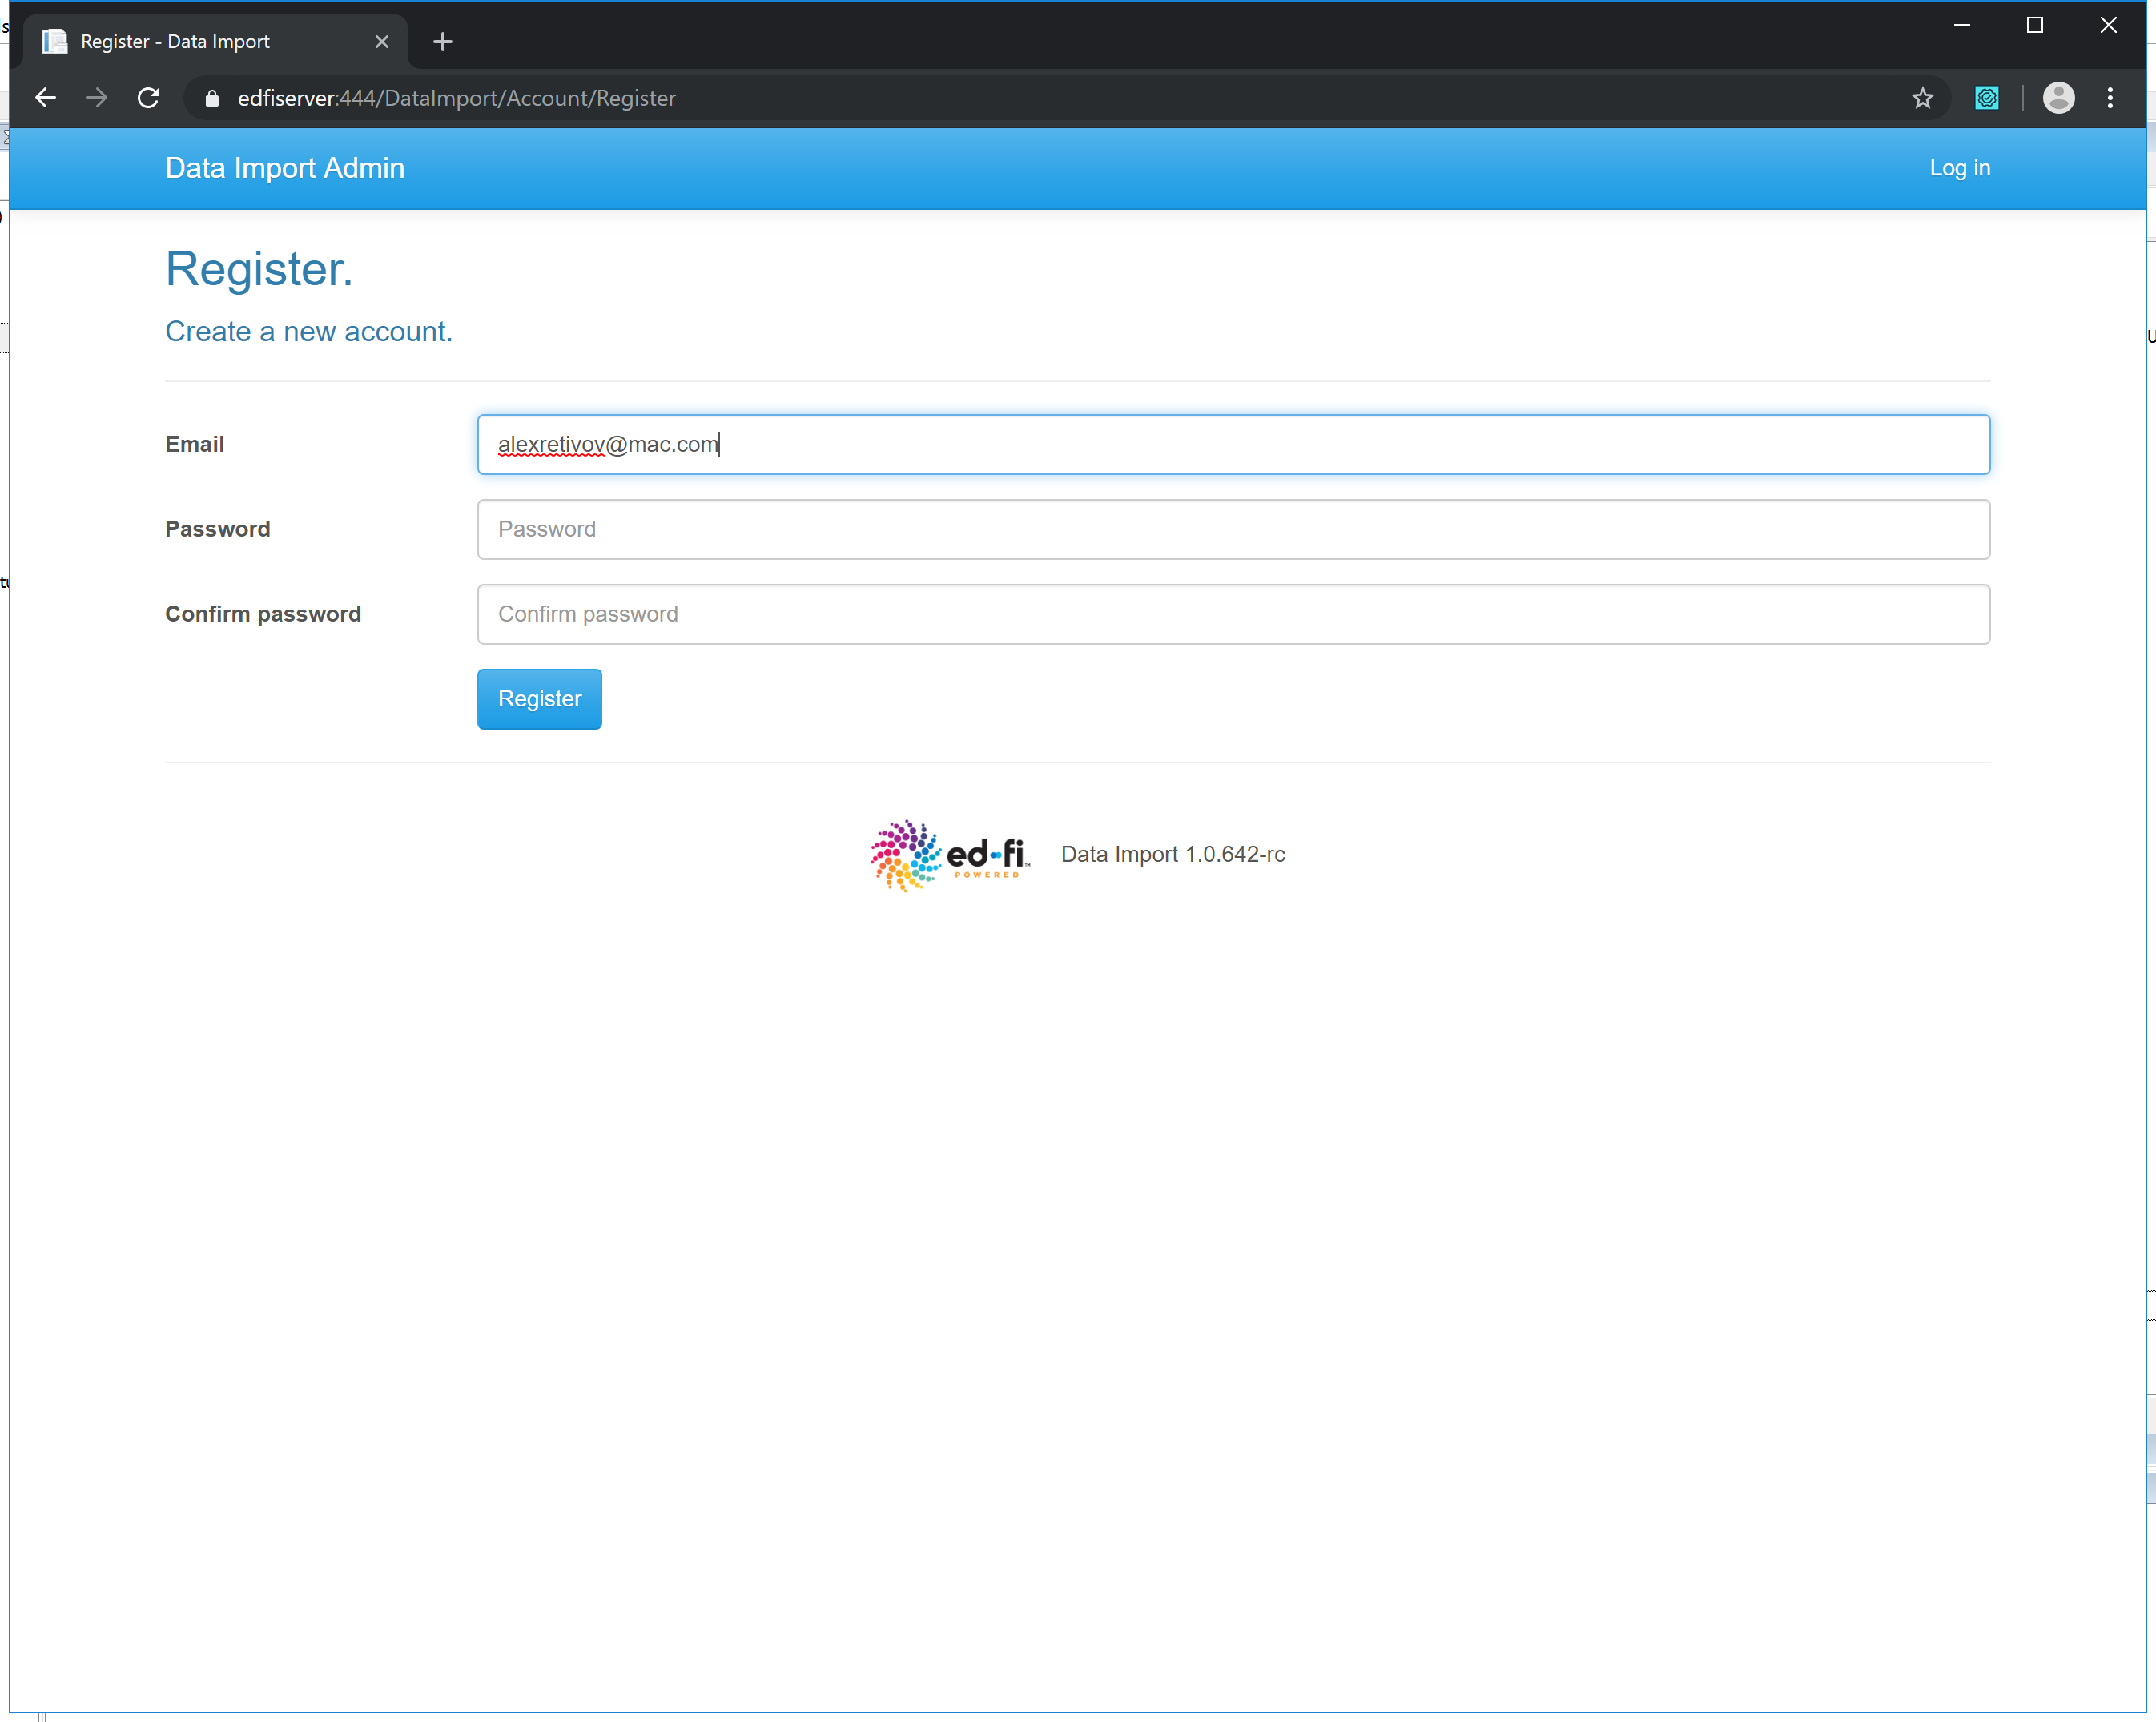 Register - Data Import
edfiserver:444/DataImport/Account/Register
Data Import Admin
Log in
Register.
Create a new account.
Email
alexretivov@mac.com
Password
Password
Confirm password
Confirm password
Register
ed-fi
POWERED
Data Import 1.0.642-rc